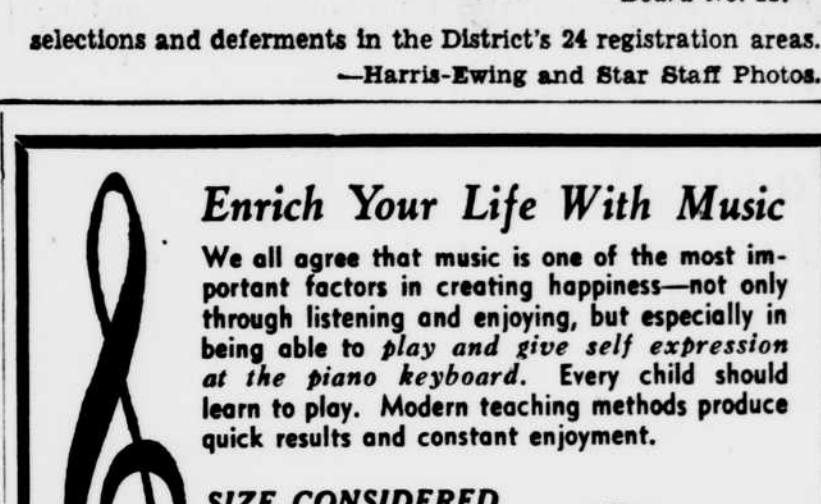 selections and deferments in the District's 24 registration areas.
—Harris-Ewing and Star Staff Photos.
Enrich Your Life With Music
We all agree that music is one of the most im-
portant factors in creating happiness—not only
through listening and enjoying, but especially in
being able to play and give self expression
at the piano keyboard. Every child should
learn to play. Modern teaching methods produce
quick results and constant enjoyment.
SIZE CONSIDERED